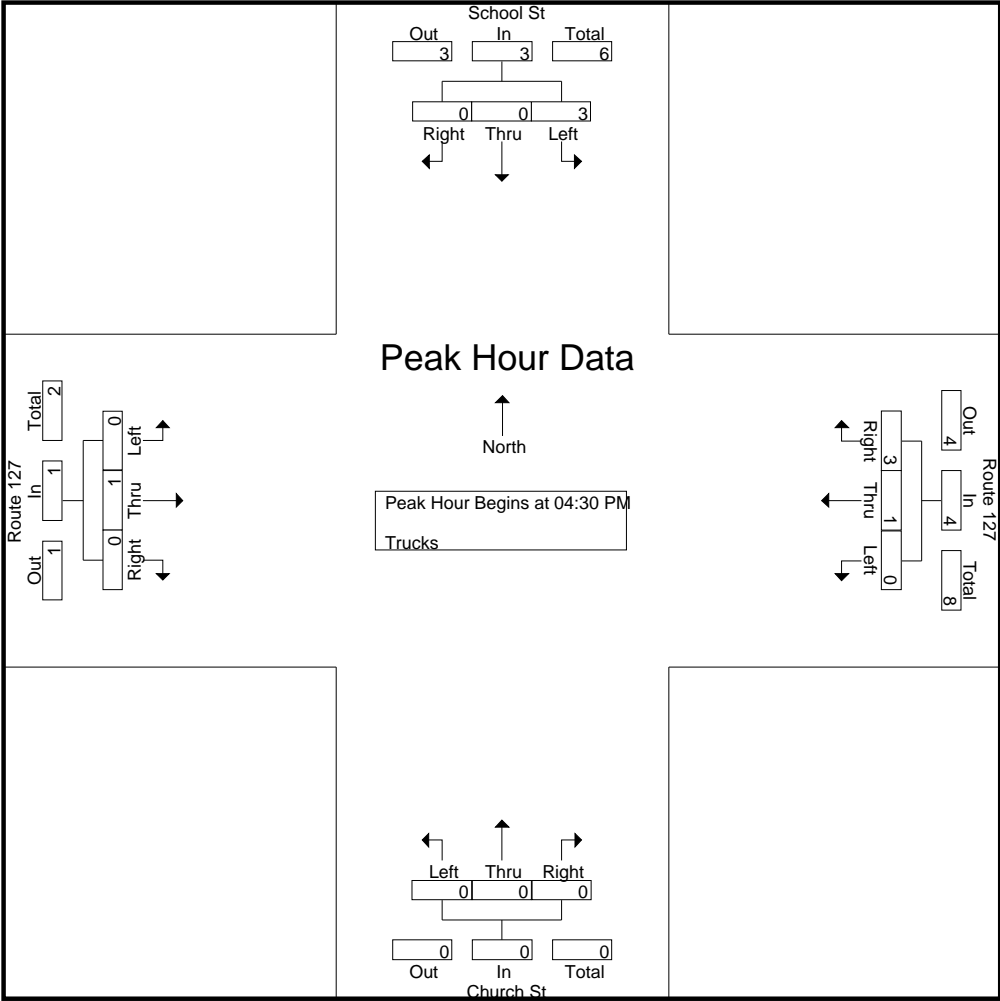 School St
Out In Total
3 3 6
0 0 3
Right Thru Left
Peak Hour Data
North
Peak Hour Begins at 04:30 PM
Trucks
Route 127
Total In Out
2 1 1
0 1 0
Left Thru Right
Route 127
Out In Total
4 4 8
3 1 0
Right Thru Left
Left Thru Right
0 0 0
0 0 0
Out In Total
Church St